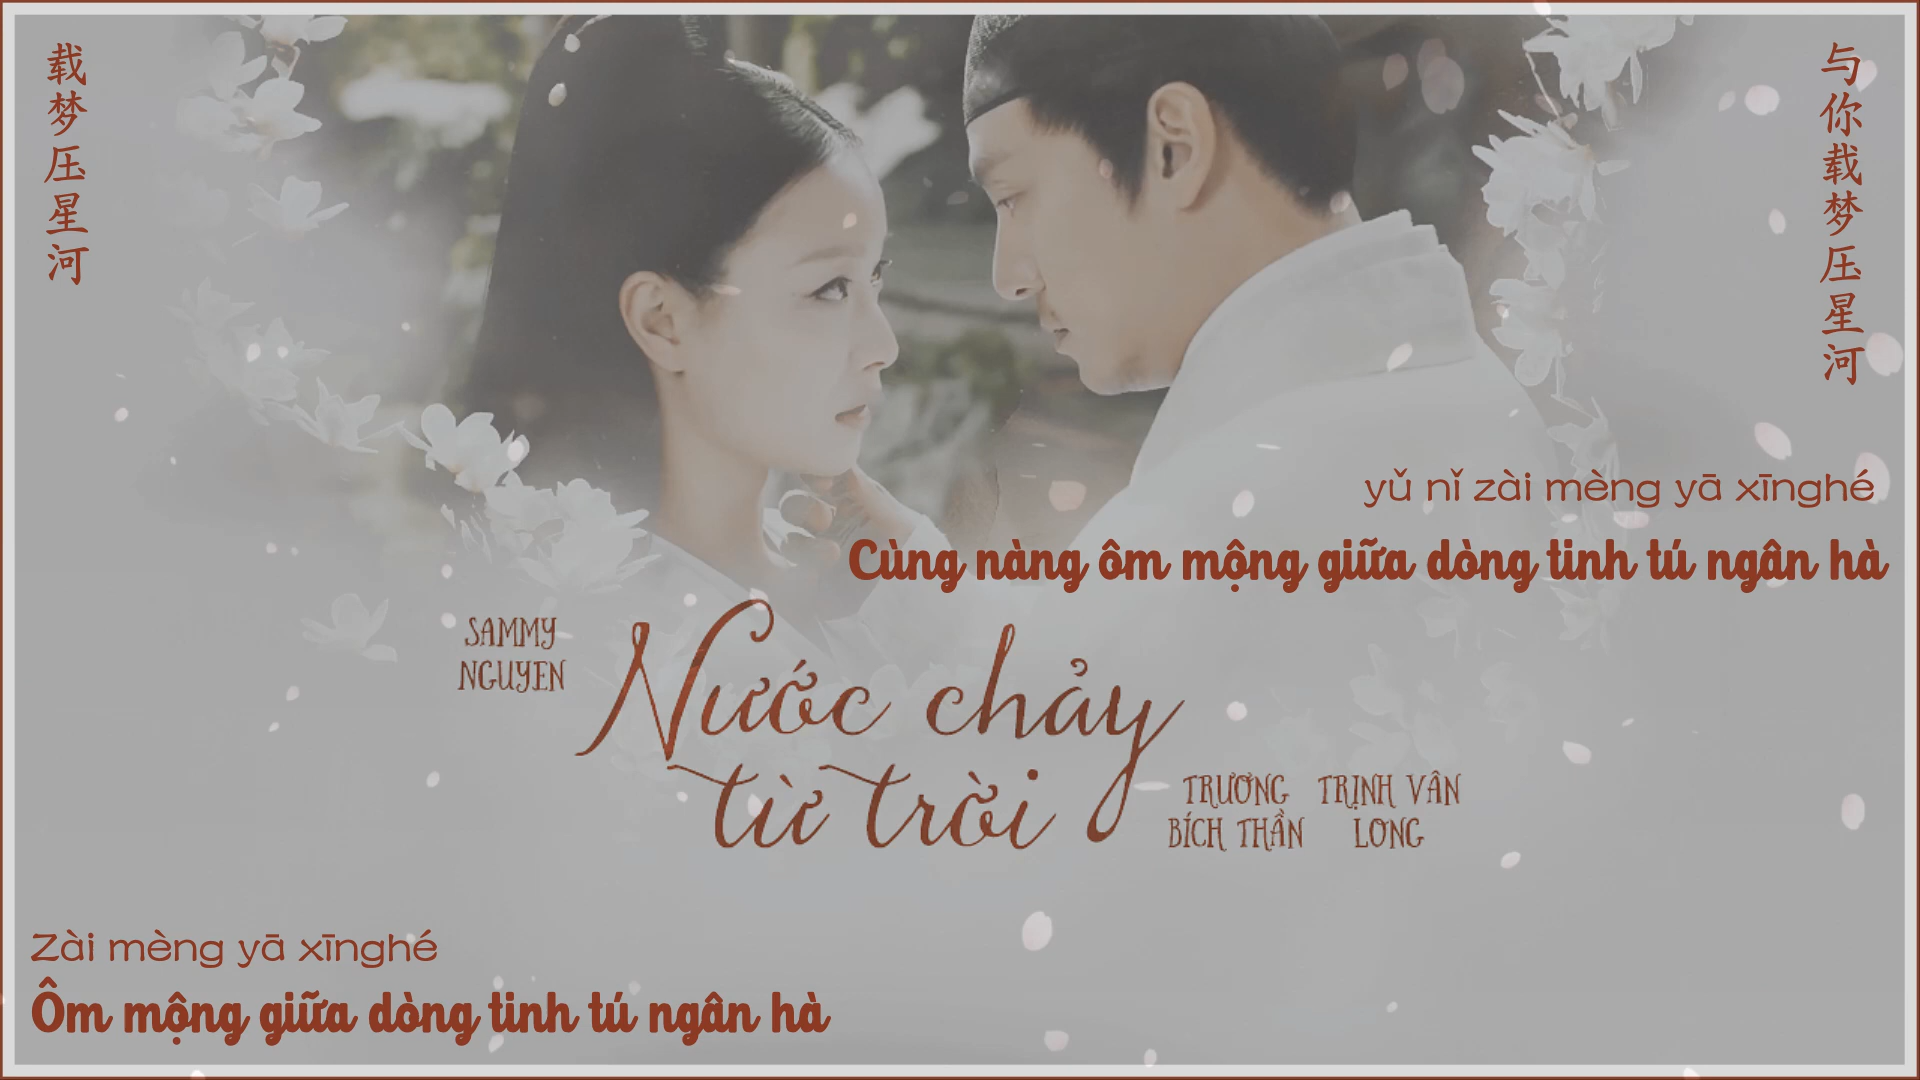 载梦压星河
与你载梦压星河
yǔ nǐ zài mèng yā xīnghé
Cùng nàng ôm mộng giữa dòng tinh tú ngân hà
SAMMY
NGUYEN
Nước chảy
từ trời
TRƯƠNG
BÍCH THẦN
TRỊNH VÂN
LONG
Zài mèng yā xīnghé
Ôm mộng giữa dòng tinh tú ngân hà